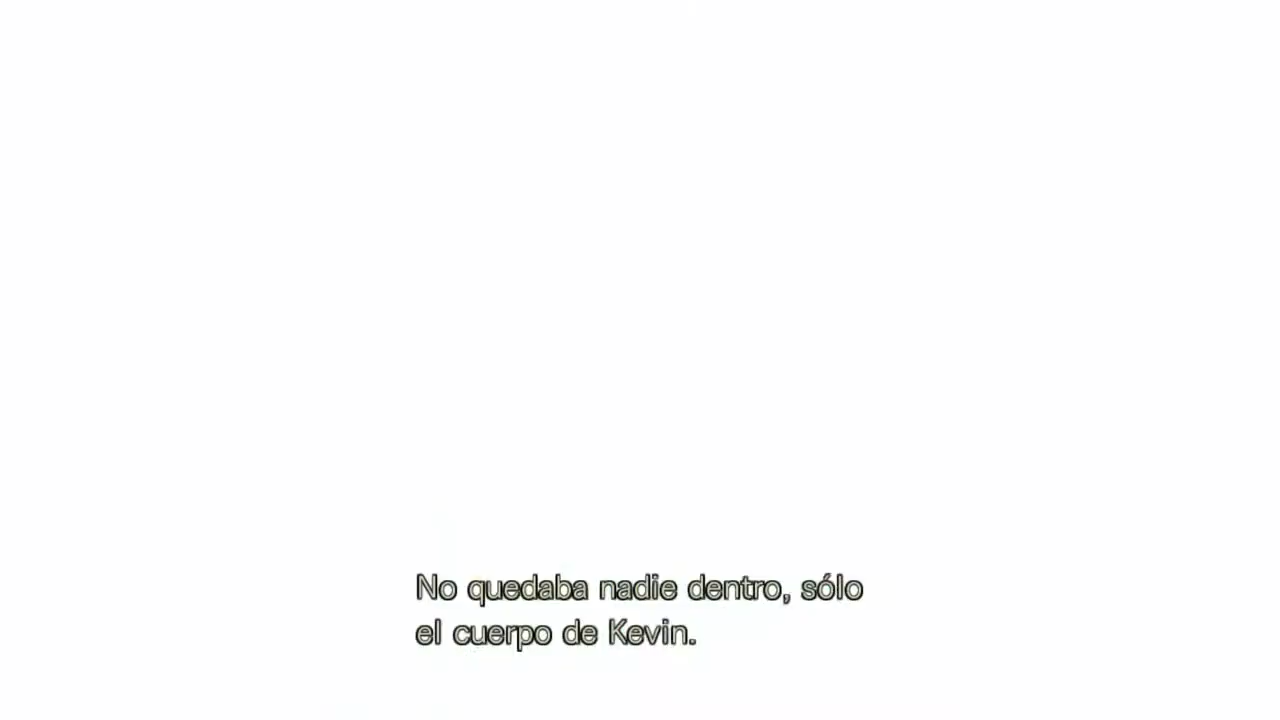 No quedaba nadie dentro, sólo
el cuerpo de Kevin.